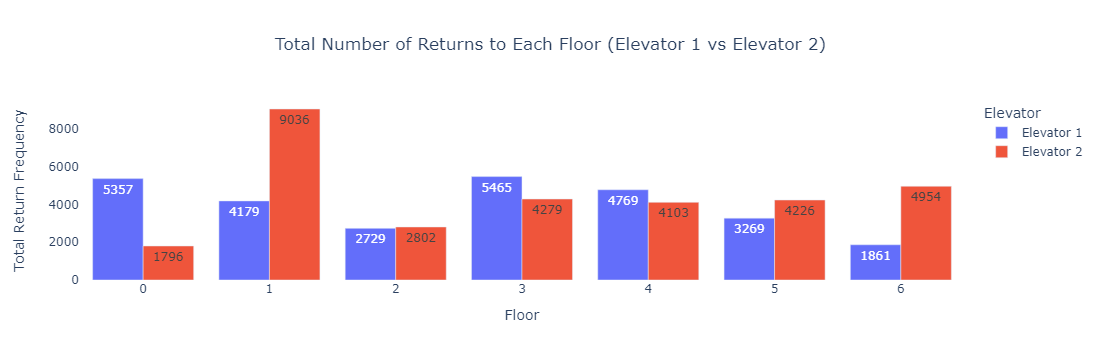 Total Number of Returns to Each Floor (Elevator 1 vs Elevator 2)
Total Return Frequency
8000
6000
4000
2000
0
5357
1796
4179
9036
2729
2802
5465
4279
4769
4103
3269
4226
1861
4954
0 1 2 3 4 5 6
Floor
Elevator
Elevator 1
Elevator 2